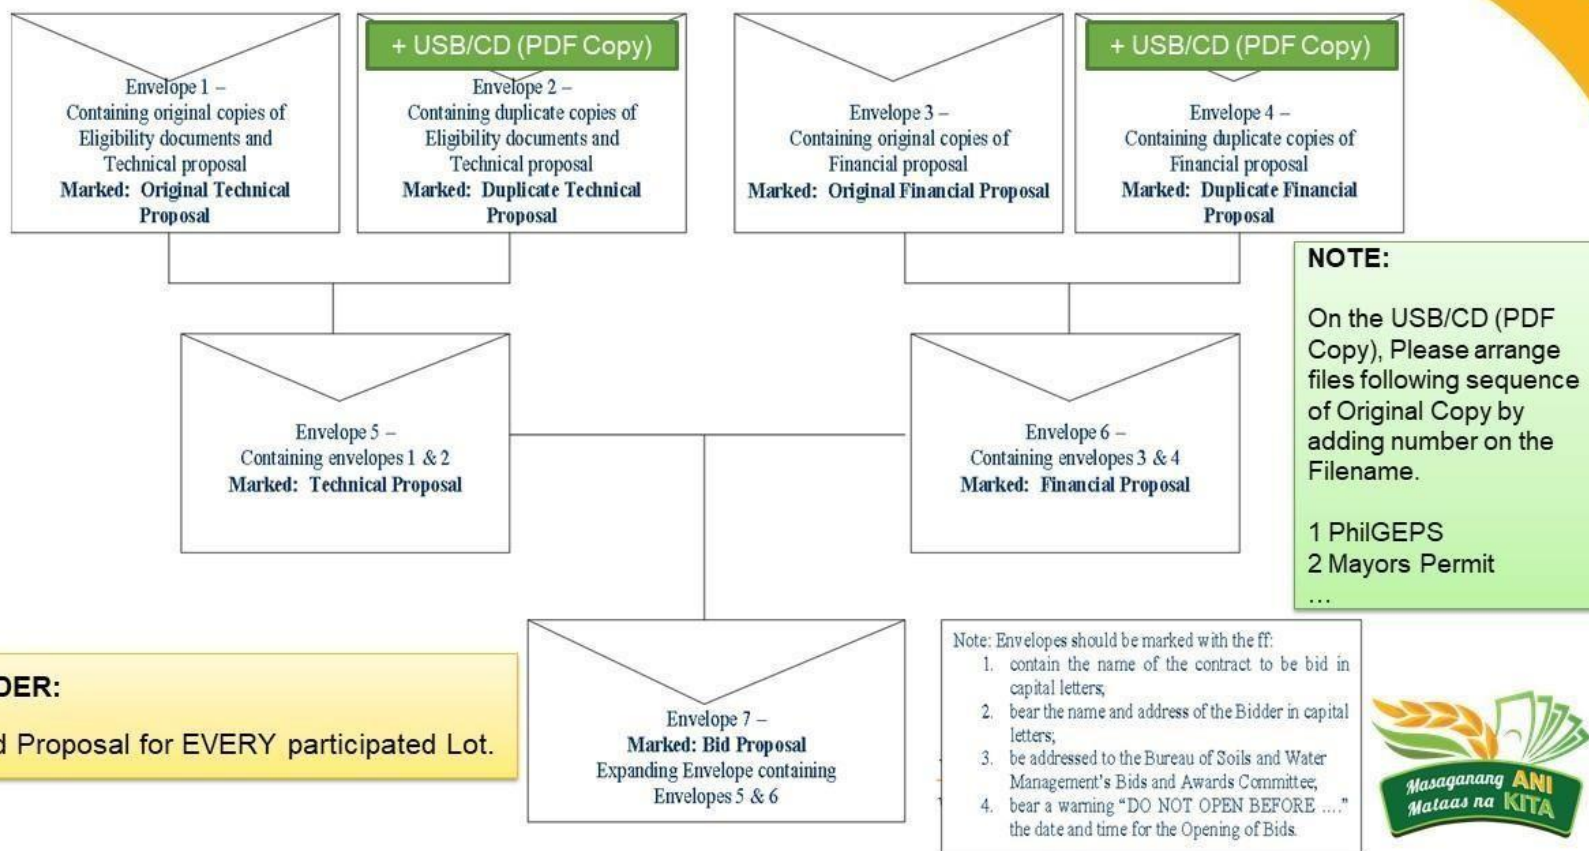 Envelope 1 –
Containing original copies of
Eligibility documents and
Technical proposal
Marked: Original Technical
Proposal
+ USB/CD (PDF Copy)
Envelope 2 –
Containing duplicate copies of
Eligibility documents and
Technical proposal
Marked: Duplicate Technical
Proposal
Envelope 3 –
Containing original copies of
Financial proposal
Marked: Original Financial Proposal
+ USB/CD (PDF Copy)
Envelope 4 –
Containing duplicate copies of
Financial proposal
Marked: Duplicate Financial
Proposal
NOTE:
On the USB/CD (PDF
Copy), Please arrange
files following sequence
of Original Copy by
adding number on the
Filename.
1 PhilGEPS
2 Mayors Permit
...
Envelope 5 –
Containing envelopes 1 & 2
Marked: Technical Proposal
Envelope 6 –
Containing envelopes 3 & 4
Marked: Financial Proposal
DER:
d Proposal for EVERY participated Lot.
Envelope 7 –
Marked: Bid Proposal
Expanding Envelope containing
Envelopes 5 & 6
Note: Envelopes should be marked with the ff:
1. contain the name of the contract to be bid in
capital letters;
2. bear the name and address of the Bidder in capital
letters;
3. be addressed to the Bureau of Soils and Water
Management's Bids and Awards Committee;
4. bear a warning “DO NOT OPEN BEFORE ....”
the date and time for the Opening of Bids.
Masaganang ANI
Mataas na KITA